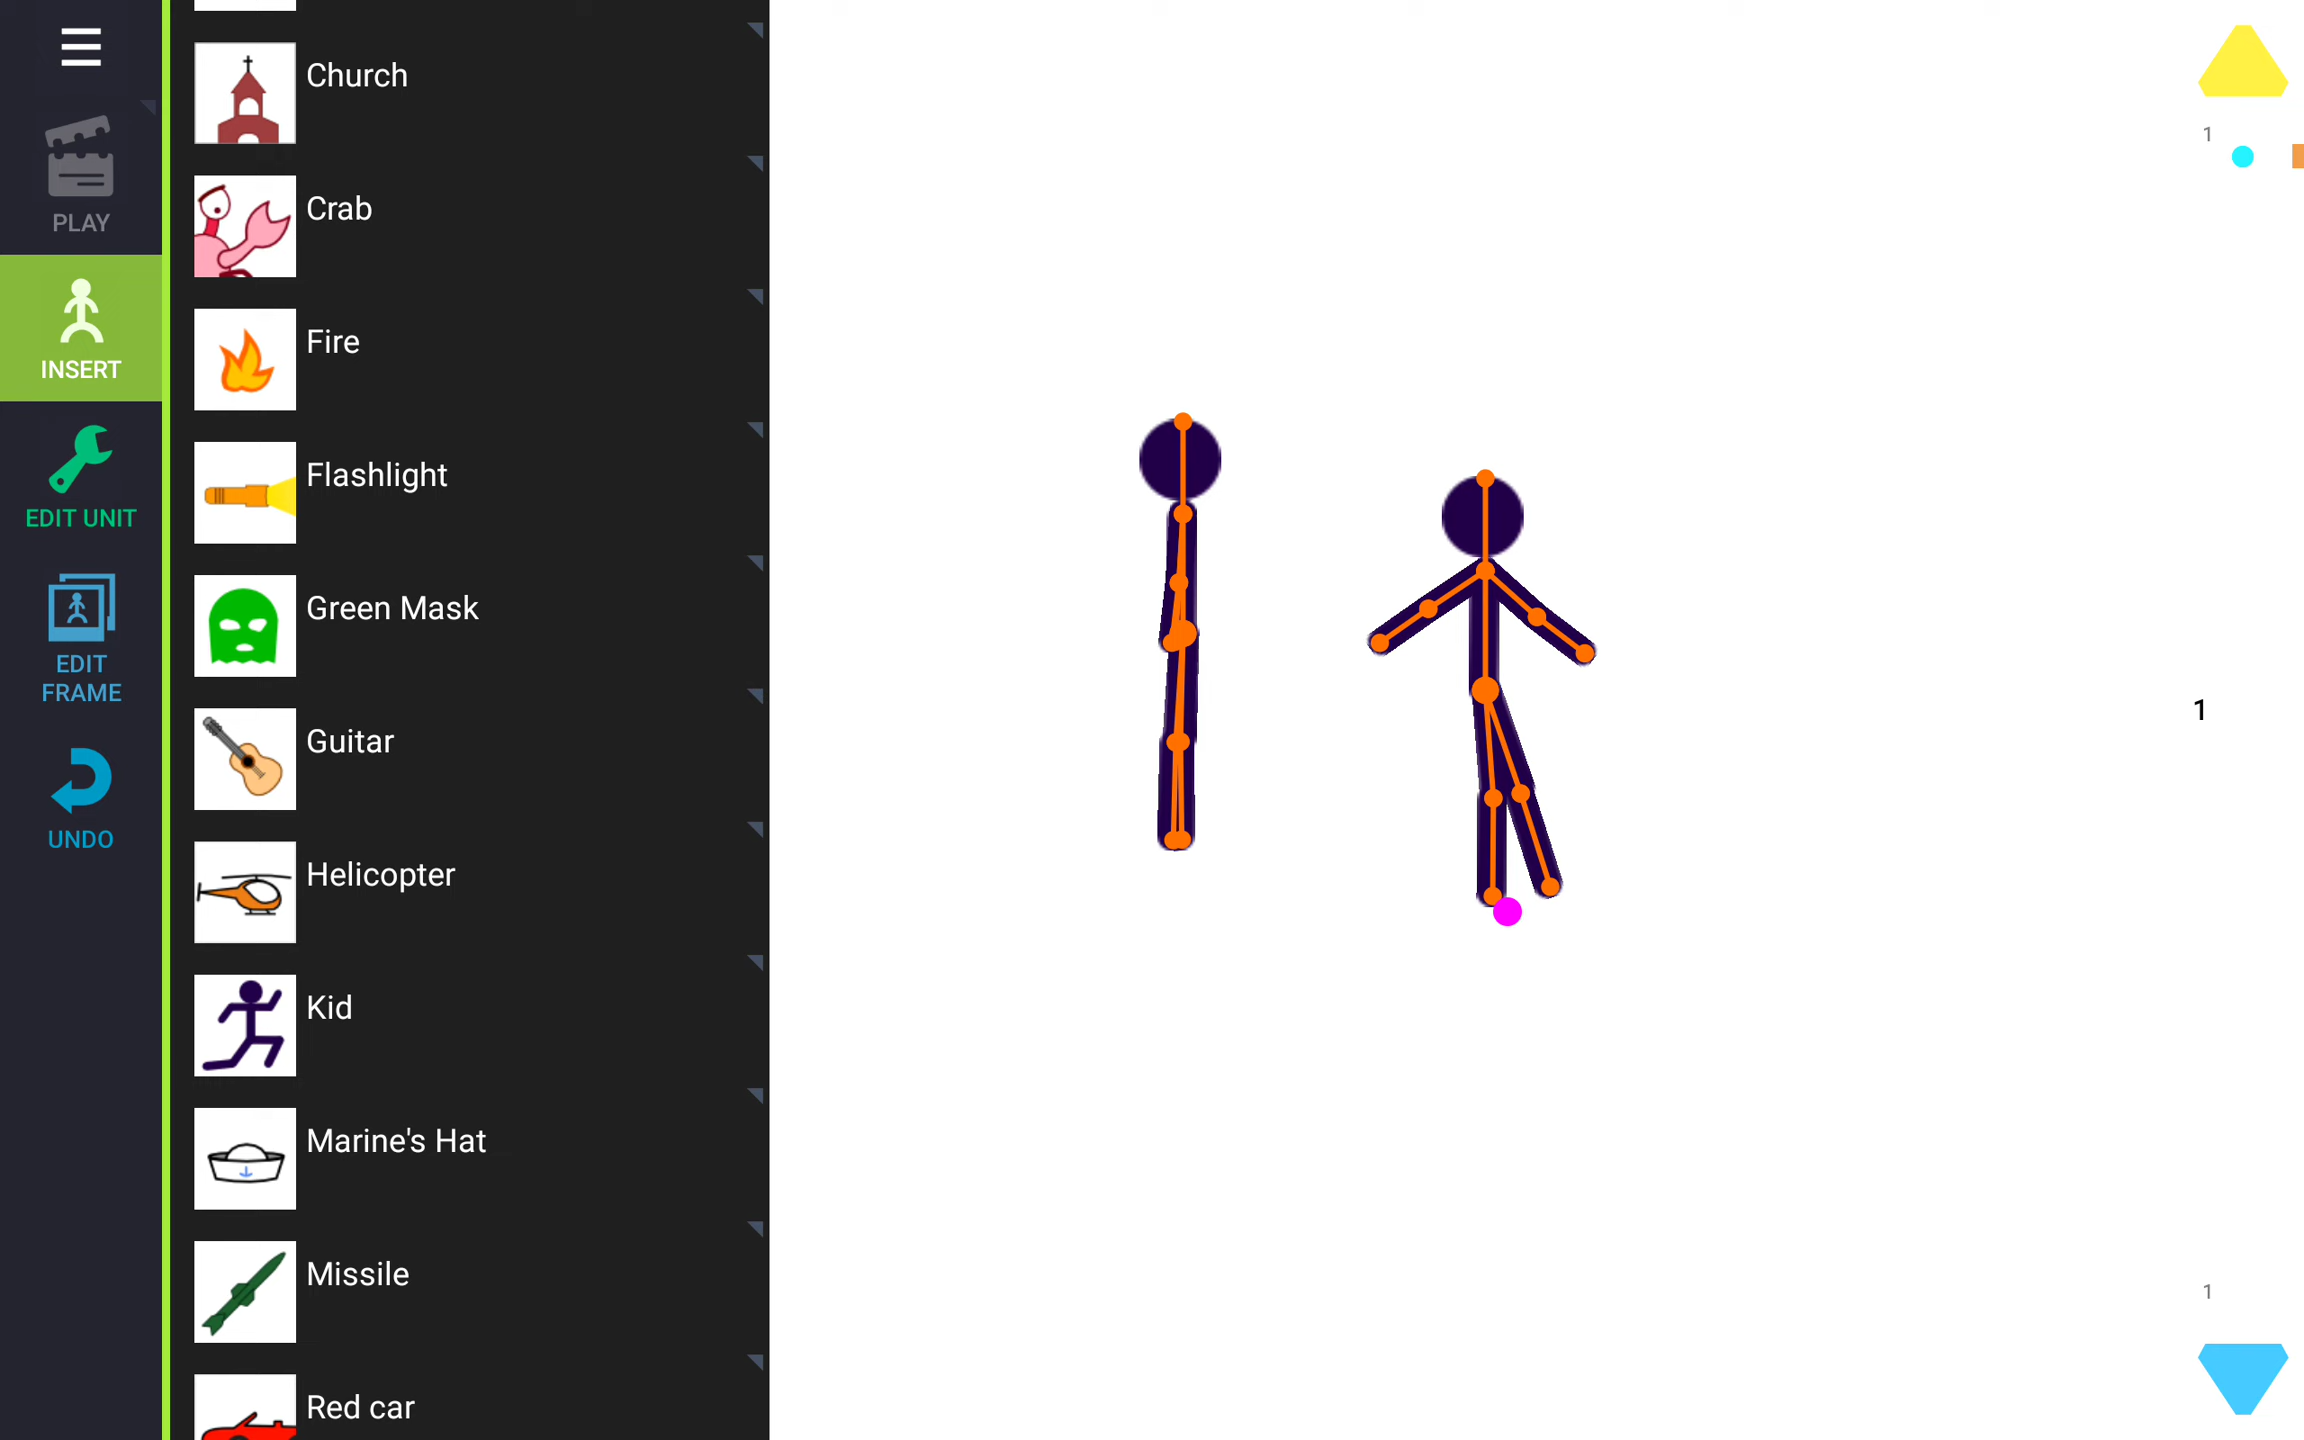 PLAY
INSERT
EDIT UNIT
EDIT
FRAME
UNDO
Church
Crab
Fire
Flashlight
Green Mask
Guitar
Helicopter
Kid
Marine's Hat
Missile
Red car
1
1
1